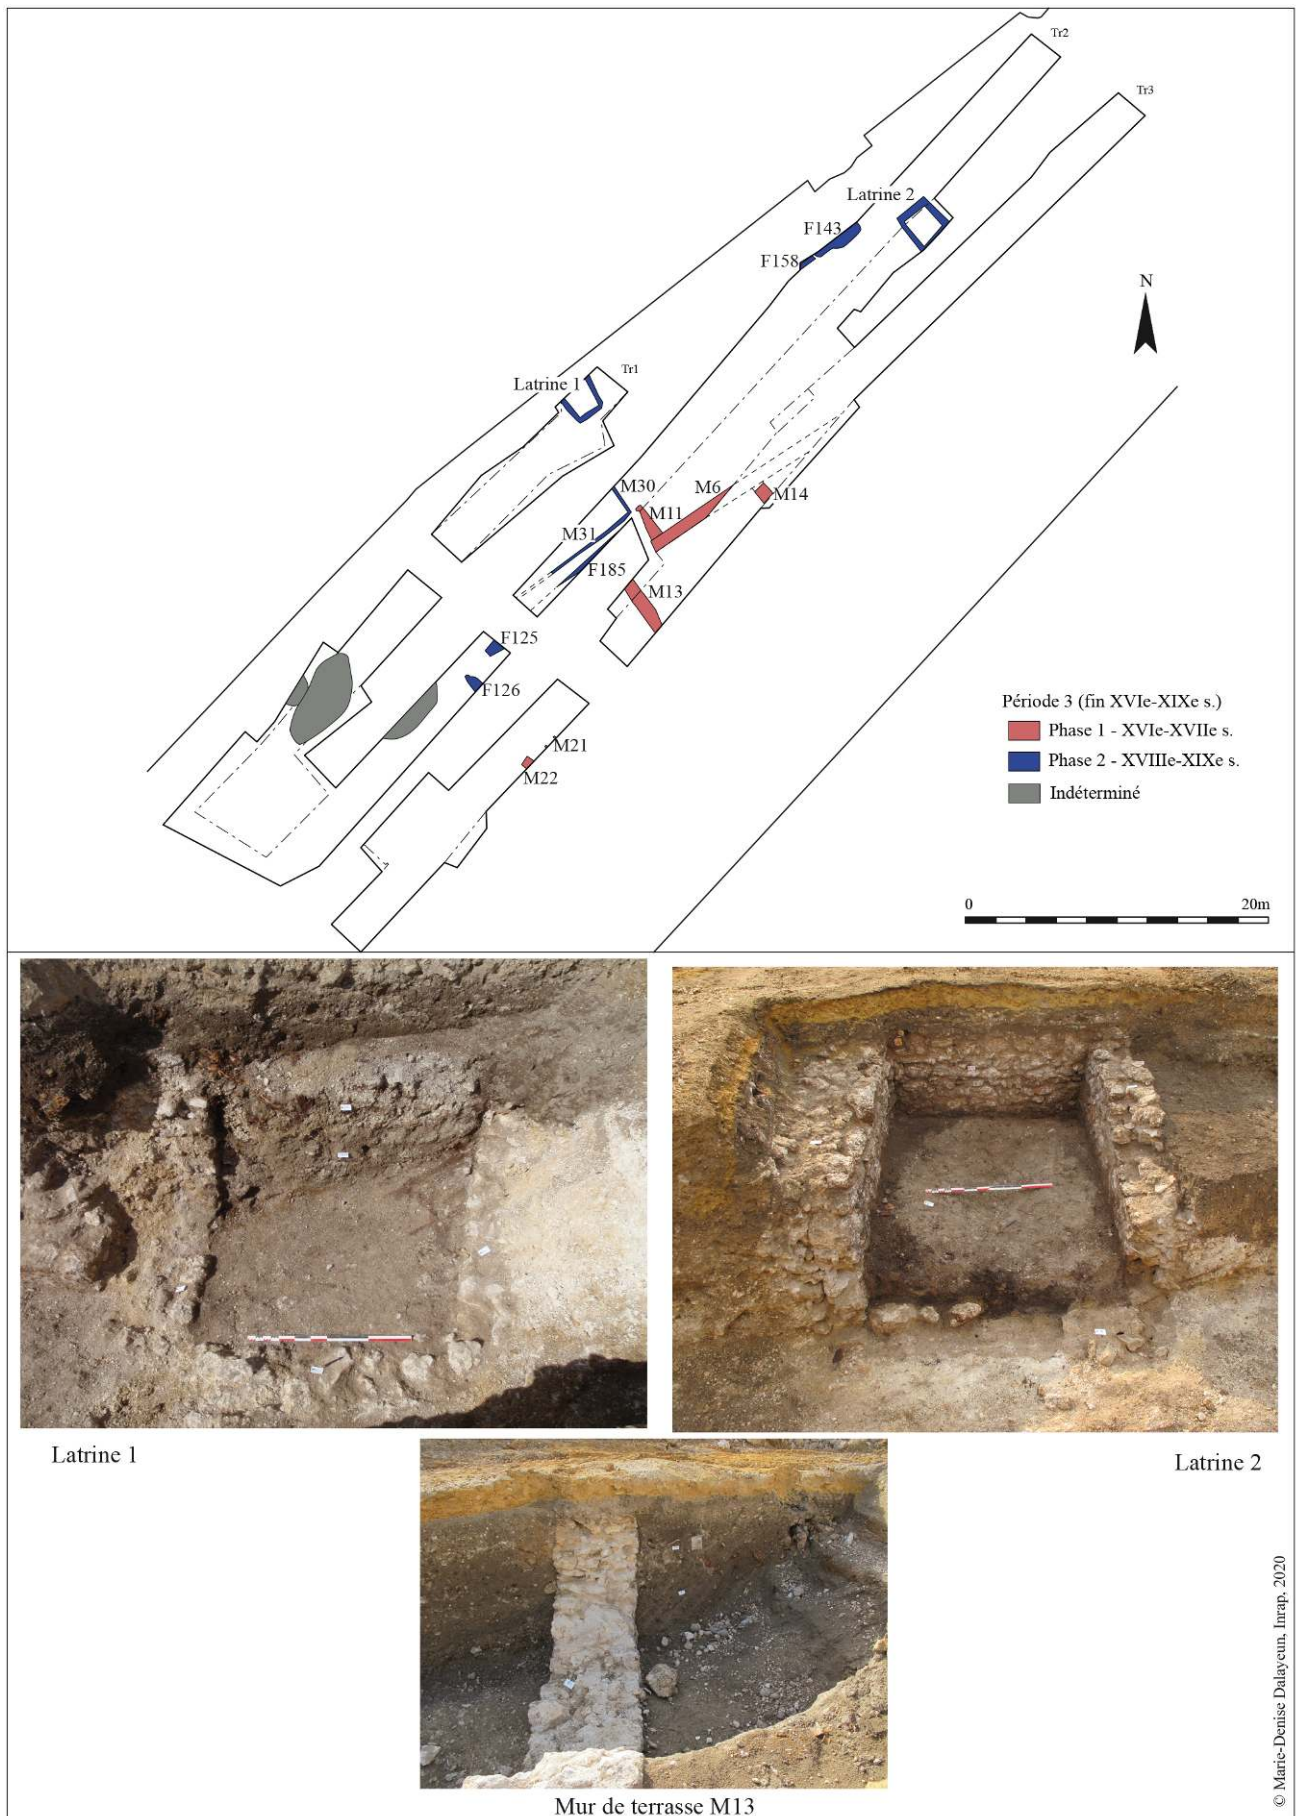 Tr2
Tr3
Latrine 2
F143
F158
N
Tr1
Latrine 1
M30
M6
M14
M11
M31
F185
M13
F125
F126
M21
M22
Période 3 (fin XVIe-XIXe s.)
Phase 1 - XVIe-XVIIe s.
Phase 2 - XVIIIe-XIXe s.
Indéterminé
0 20m
Latrine 1
Latrine 2
Mur de terrasse M13
© Marie-Denise Dalayeun, Inrap, 2020